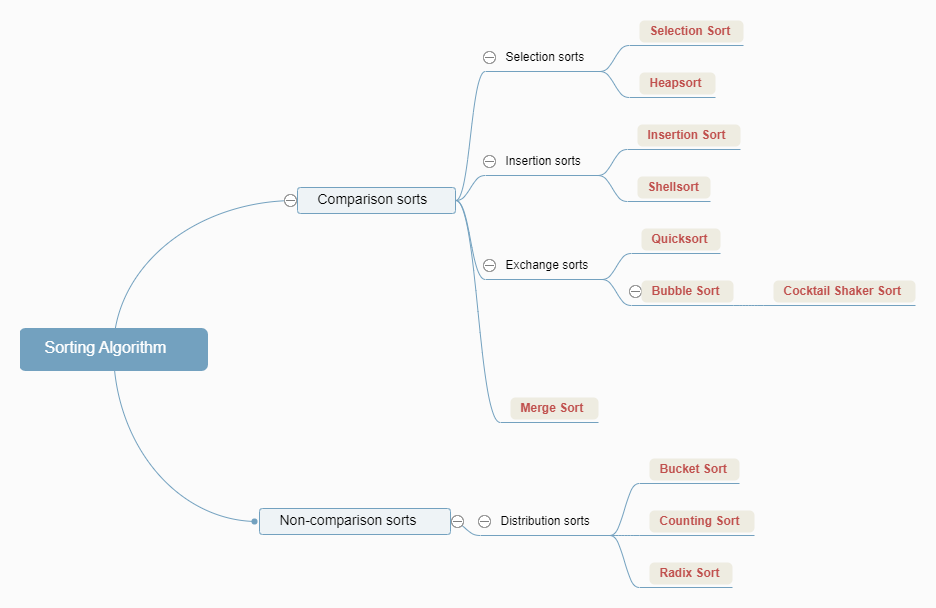 Sorting Algorithm
Comparison sorts
Selection sorts
Selection Sort
Heapsort
Insertion sorts
Insertion Sort
Shellsort
Exchange sorts
Quicksort
Bubble Sort
Cocktail Shaker Sort
Merge Sort
Non-comparison sorts
Distribution sorts
Bucket Sort
Counting Sort
Radix Sort